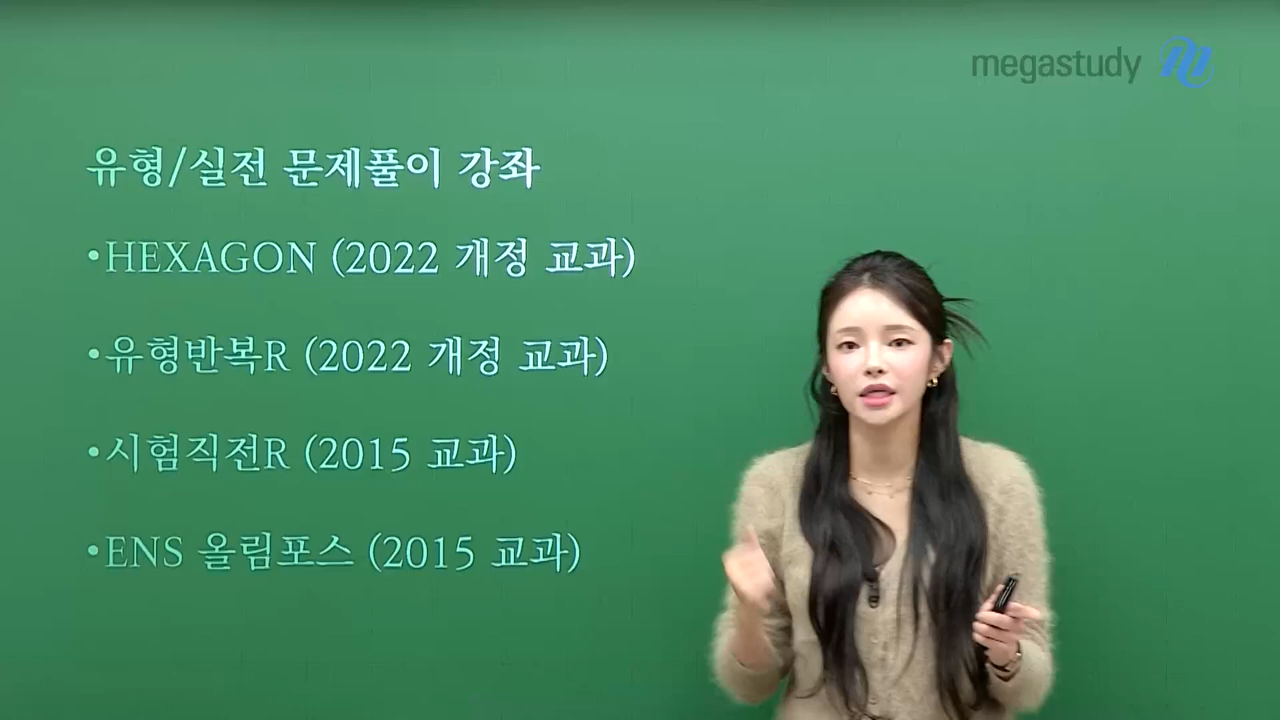 megastudy
유형/실전 문제풀이 강좌
•HEXAGON (2022 개정 교과)
•유형반복R (2022 개정 교과)
•시험직전R (2015 교과)
•ENS 올림포스 (2015 교과)